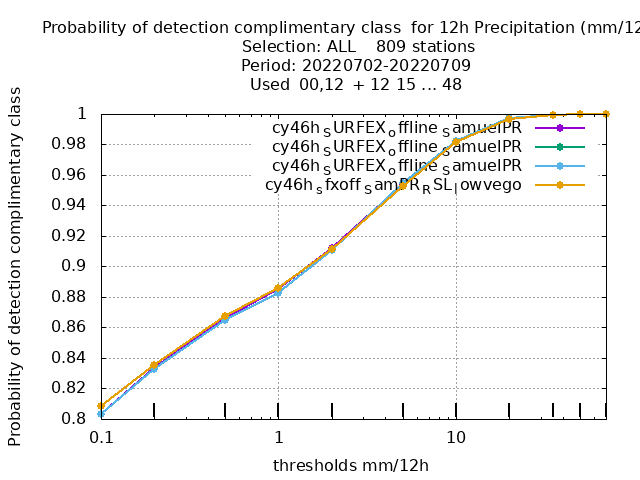 Probability of detection complimentary class  for 12h Precipitation (mm/12
Selection: ALL    809 stations
Period: 20220702-20220709
Used  00,12  + 12 15 ... 48
Probability of detection complimentary class
1
0.98
0.96
0.94
0.92
0.9
0.88
0.86
0.84
0.82
0.8
cy46h_SURFEX_offline_SamuelPR
cy46h_SURFEX_offline_SamuelPR
cy46h_SURFEX_offline_SamuelPR
cy46h_sfxoff_SamPR_RSL_lowvego
0.1 1 10
thresholds mm/12h